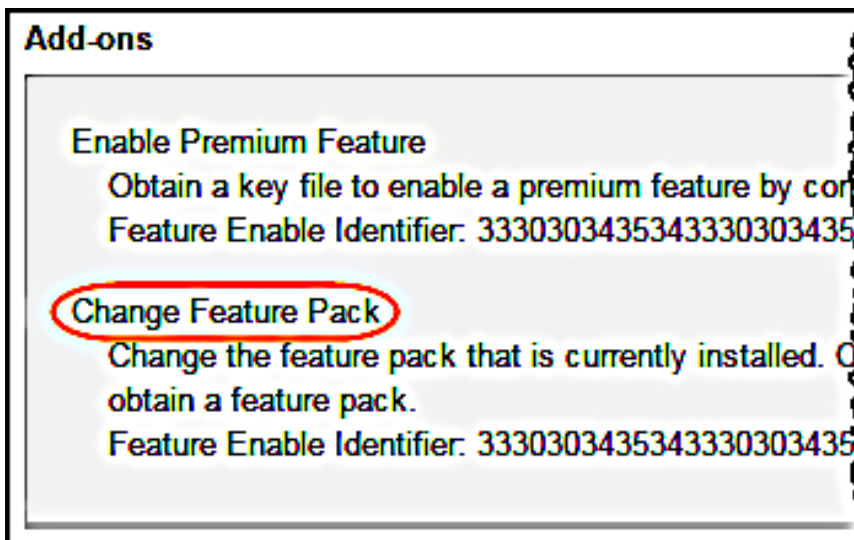 Add-ons
Enable Premium Feature
Obtain a key file to enable a premium feature by con
Feature Enable Identifier: 3330303435343330303435
Change Feature Pack
Change the feature pack that is currently installed. C
obtain a feature pack.
Feature Enable Identifier: 3330303435343330303435